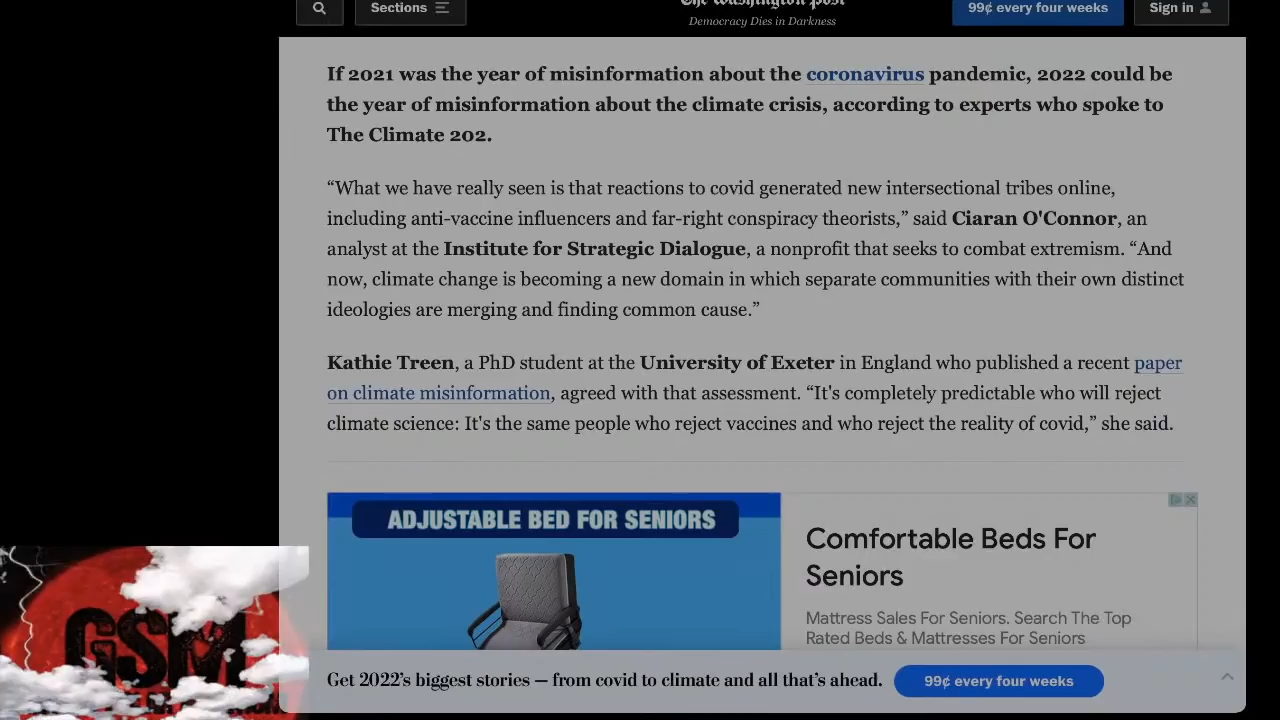 Sections
The Washington Post
99¢ every four weeks
Sign in
Democracy Dies in Darkness
If 2021 was the year of misinformation about the coronavirus pandemic, 2022 could be
the year of misinformation about the climate crisis, according to experts who spoke to
The Climate 202.
“What we have really seen is that reactions to covid generated new intersectional tribes online,
including anti-vaccine influencers and far-right conspiracy theorists,” said Ciaran O'Connor, an
analyst at the Institute for Strategic Dialogue, a nonprofit that seeks to combat extremism. “And
now, climate change is becoming a new domain in which separate communities with their own distinct
ideologies are merging and finding common cause.”
Kathie Treen, a PhD student at the University of Exeter in England who published a recent paper
on climate misinformation, agreed with that assessment. “It's completely predictable who will reject
climate science: It's the same people who reject vaccines and who reject the reality of covid,” she said.
ADJUSTABLE BED FOR SENIORS
Comfortable Beds For
Seniors
Mattress Sales For Seniors. Search The Top
Rated Beds & Mattresses For Seniors
GSM
Get 2022’s biggest stories — from covid to climate and all that’s ahead.
99¢ every four weeks